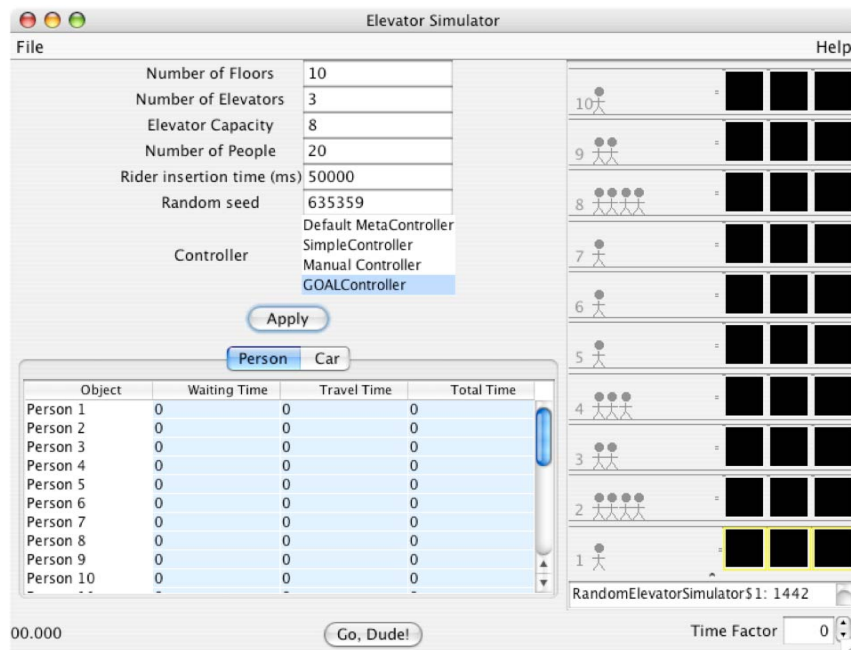 Elevator Simulator
File Help
Number of Floors 10
Number of Elevators 3
Elevator Capacity 8
Number of People 20
Rider insertion time (ms) 50000
Random seed 635359
Controller
Default MetaController
SimpleController
Manual Controller
GOALController
Apply
Person Car
Object Waiting Time Travel Time Total Time
Person 1 0 0 0
Person 2 0 0 0
Person 3 0 0 0
Person 4 0 0 0
Person 5 0 0 0
Person 6 0 0 0
Person 7 0 0 0
Person 8 0 0 0
Person 9 0 0 0
Person 10 0 0 0
10
9
8
7
6
5
4
3
2
1
RandomElevatorSimulator$1: 1442
00.000 Go, Dude! Time Factor 0